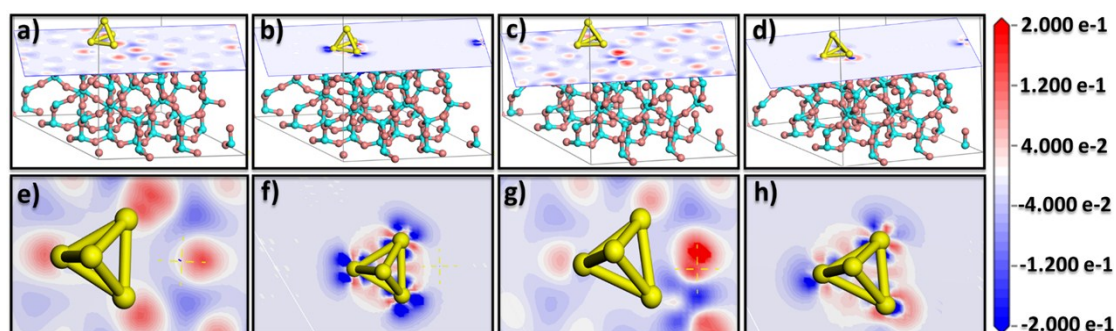 a)
b)
c)
d)
2.000 e-1
1.200 e-1
4.000 e-2
-4.000 e-2
-1.200 e-1
-2.000 e-1
e)
f)
g)
h)